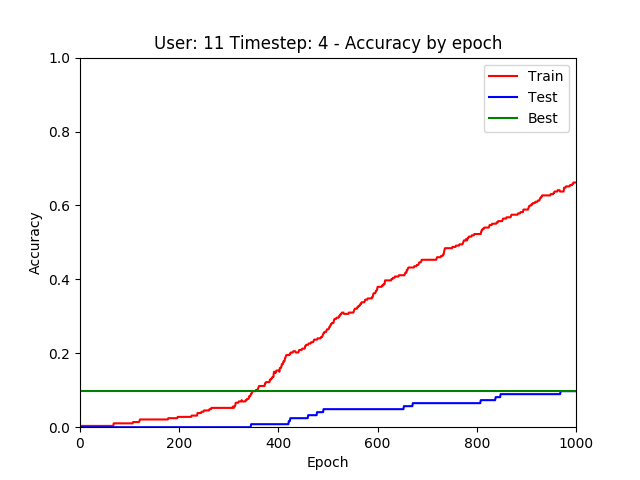 User: 11 Timestep: 4 - Accuracy by epoch
1.0
0.8
0.6
0.4
0.2
0.0
Accuracy
Train
Test
Best
0 200 400 600 800 1000
Epoch